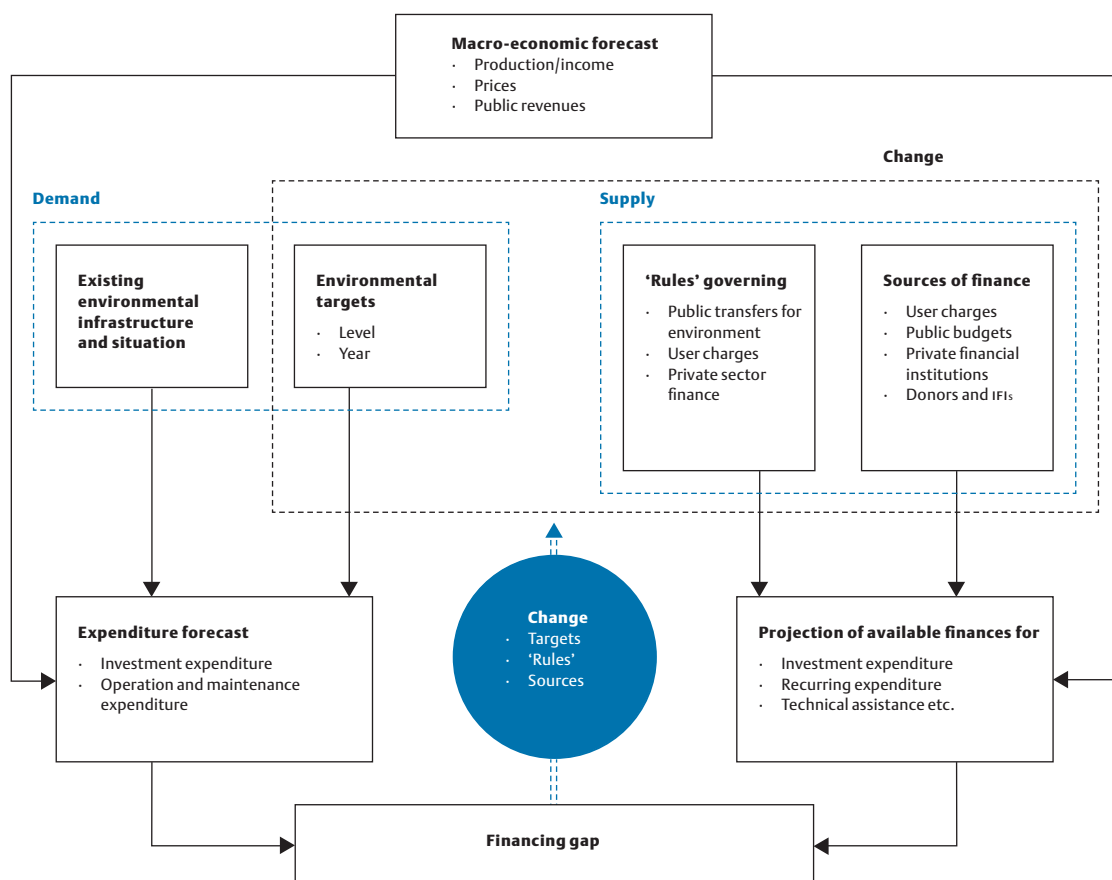 Macro-economic forecast
· Production/income
· Prices
· Public revenues
Change
Demand
Supply
Existing
environmental
infrastructure
and situation
Environmental
targets
· Level
· Year
‘Rules’ governing
· Public transfers for
environment
· User charges
· Private sector
finance
Sources of finance
· User charges
· Public budgets
· Private financial
institutions
· Donors and IFIs
Expenditure forecast
· Investment expenditure
· Operation and maintenance
expenditure
Change
· Targets
· ‘Rules’
· Sources
Projection of available finances for
· Investment expenditure
· Recurring expenditure
· Technical assistance etc.
Financing gap